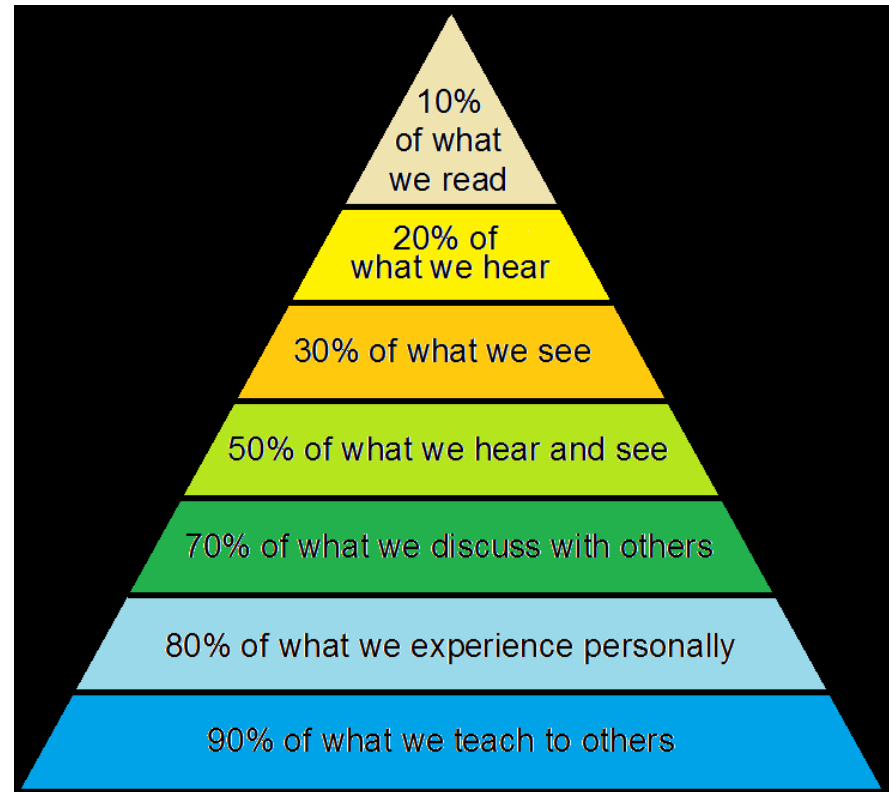 10%
of what
we read
20% of
what we hear
30% of what we see
50% of what we hear and see
70% of what we discuss with others
80% of what we experience personally
90% of what we teach to others